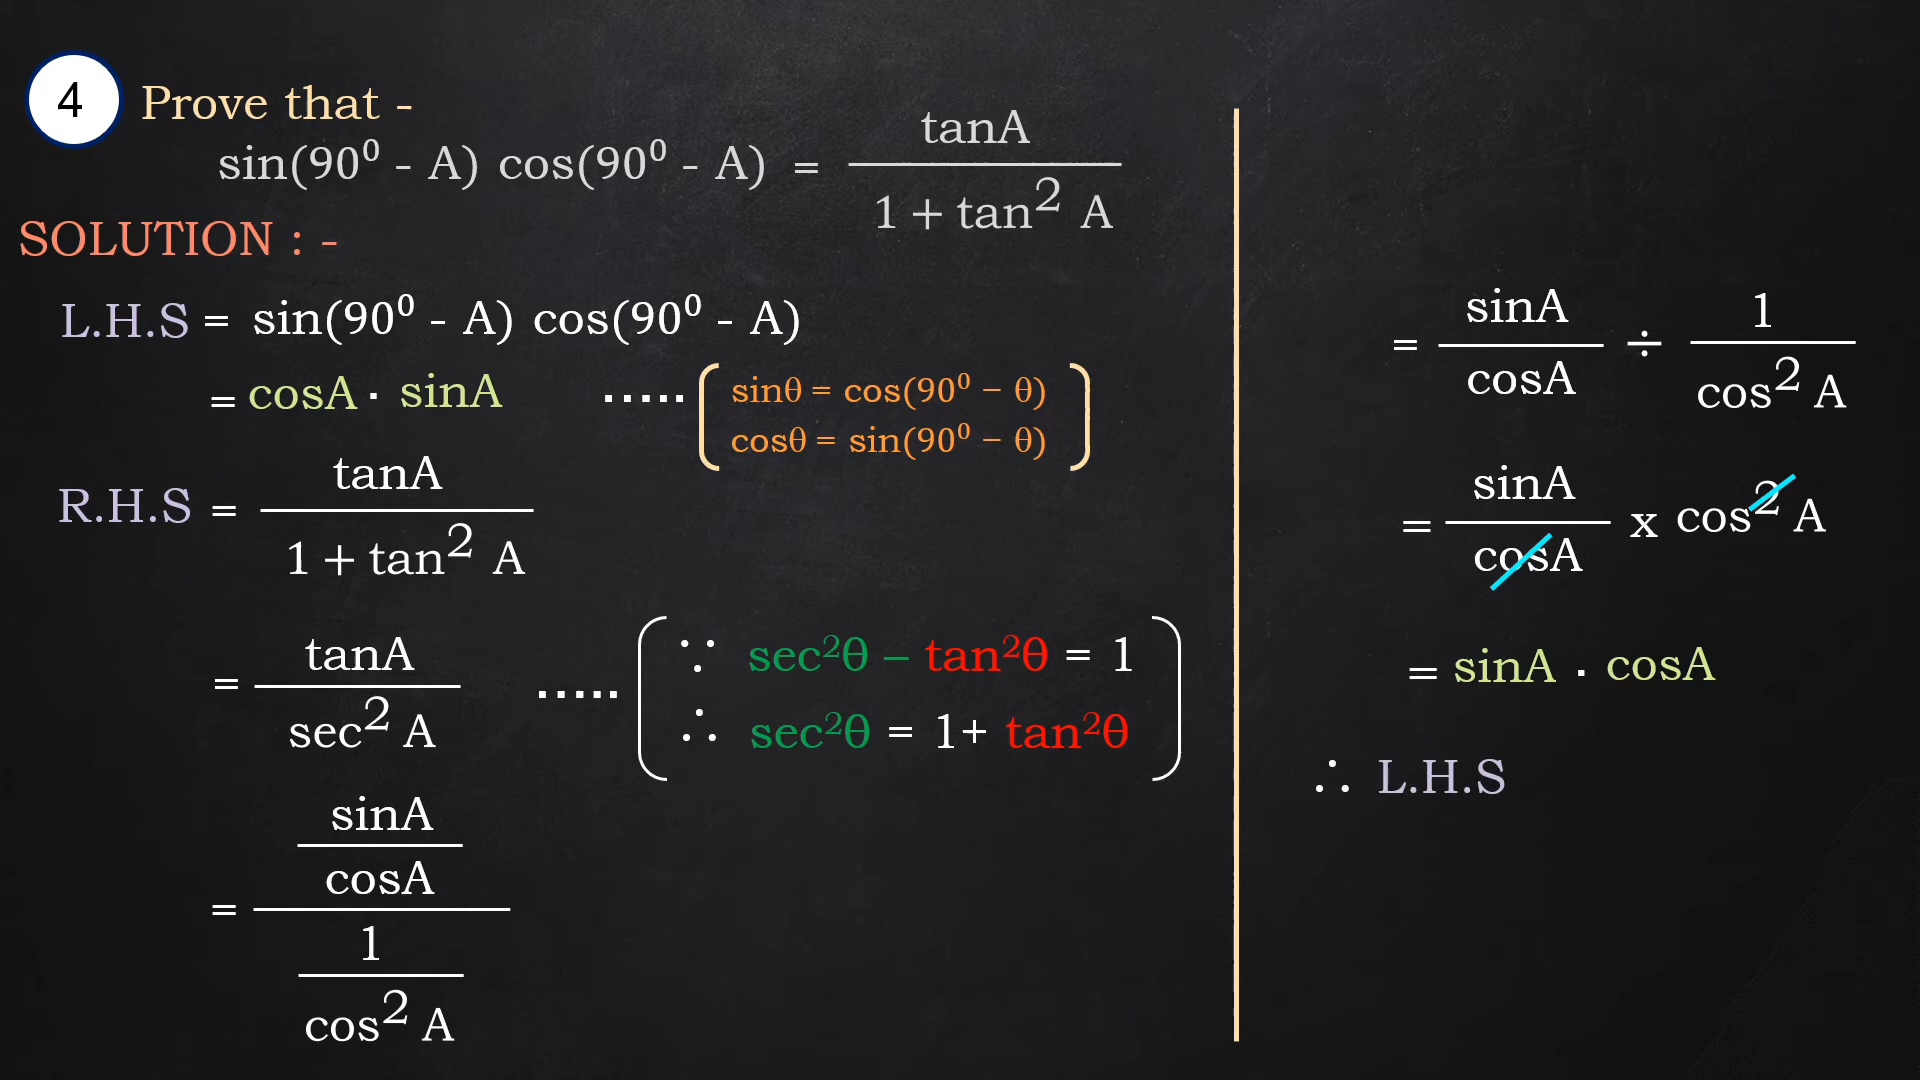 4
Prove that -
sin(90⁰ - A) cos(90⁰ - A) = tanA / 1 + tan² A
SOLUTION : -
L.H.S = sin(90⁰ - A) cos(90⁰ - A)
= cosA · sinA ..... ( sinθ = cos(90⁰ – θ)
cosθ = sin(90⁰ – θ) )
R.H.S = tanA / 1 + tan² A
= tanA / sec² A ..... ( ∵ sec²θ – tan²θ = 1
∴ sec²θ = 1+ tan²θ )
= sinA / cosA / 1 / cos² A
= sinA / cosA ÷ 1 / cos² A
= sinA / cosA x cos² A
= sinA · cosA
∴ L.H.S